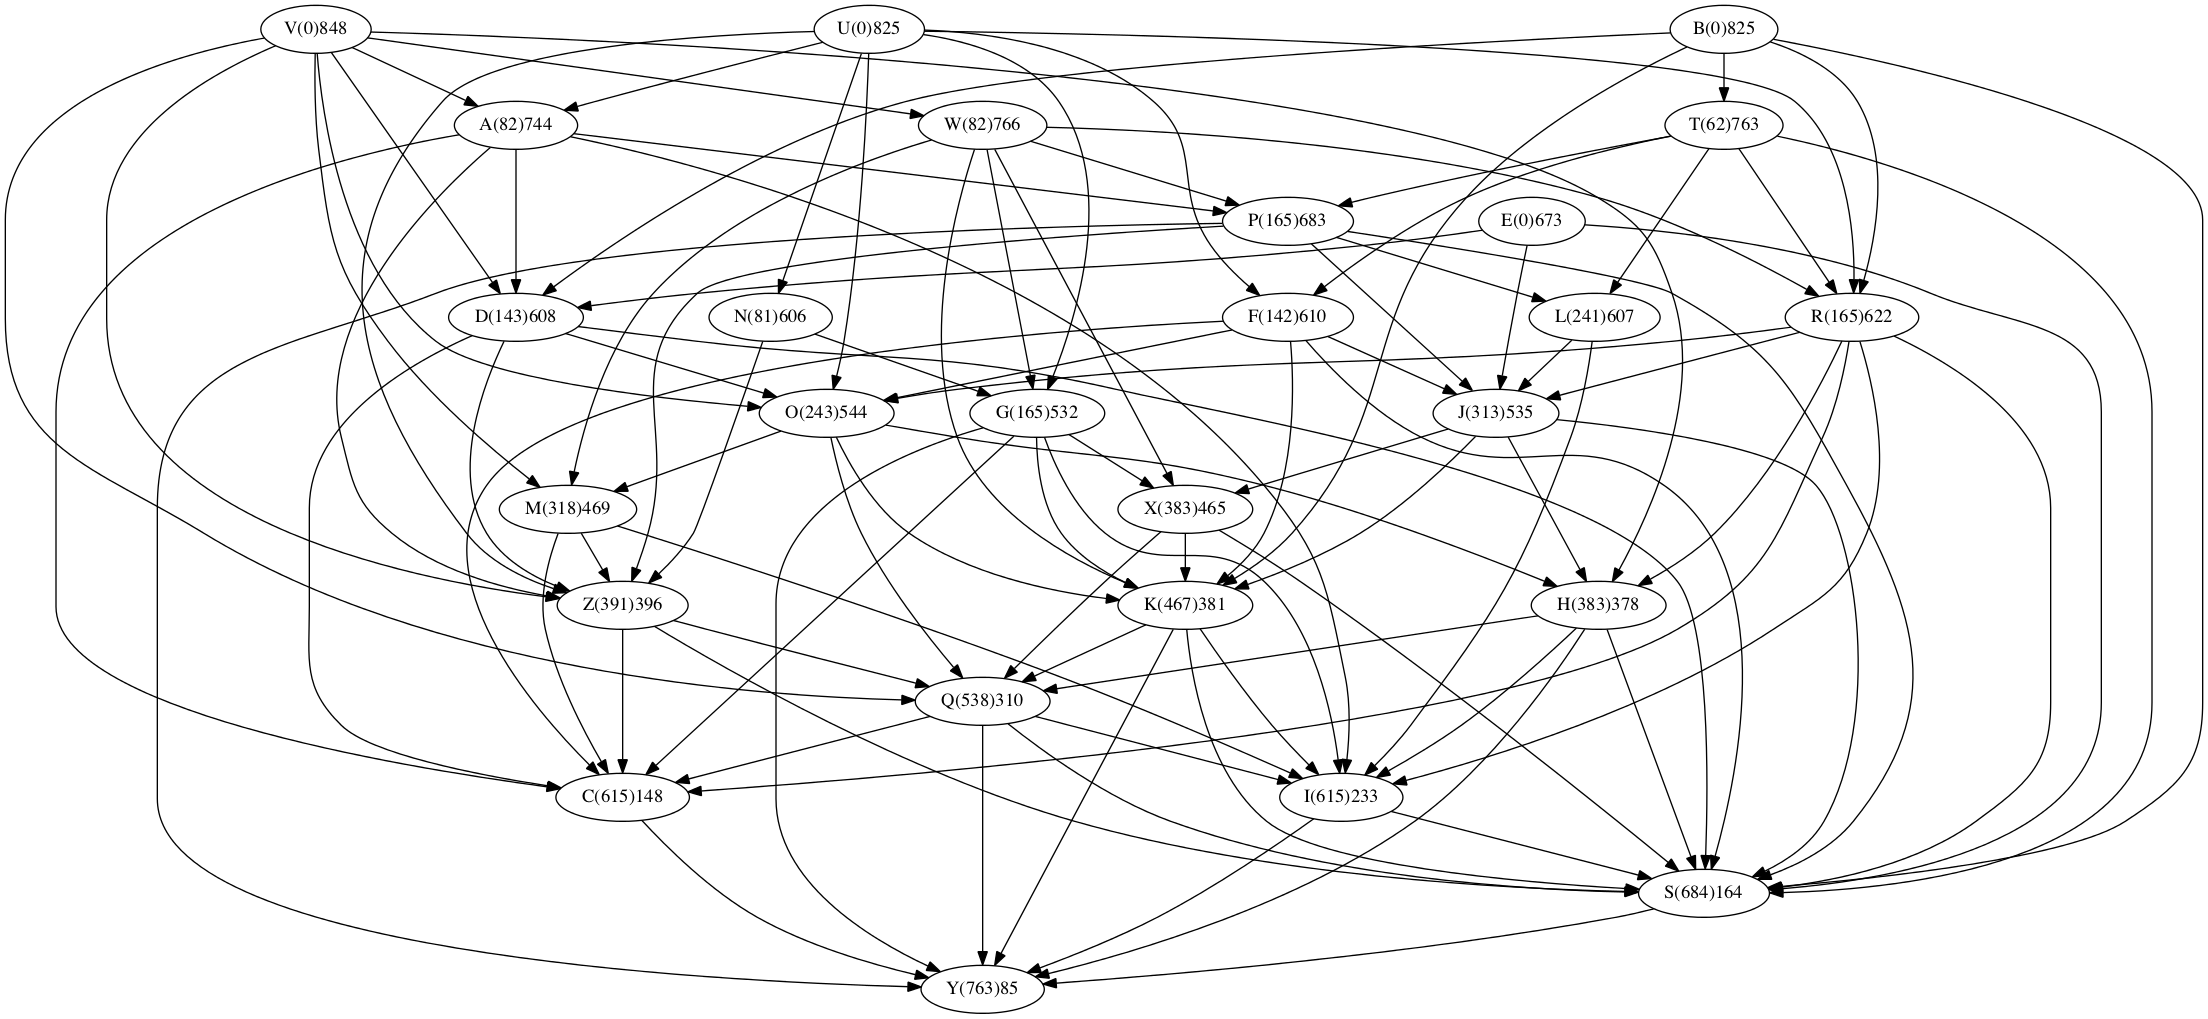 V(0)848
U(0)825
B(0)825
A(82)744
W(82)766
T(62)763
P(165)683
E(0)673
D(143)608
N(81)606
F(142)610
L(241)607
R(165)622
O(243)544
G(165)532
J(313)535
M(318)469
X(383)465
Z(391)396
K(467)381
H(383)378
Q(538)310
C(615)148
I(615)233
S(684)164
Y(763)85